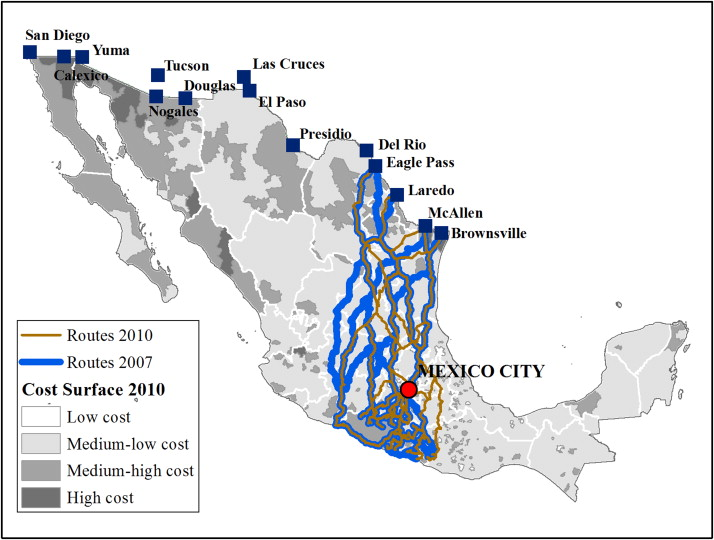 San Diego
Yuma
Calexico
Tucson
Las Cruces
Douglas
El Paso
Nogales
Presidio
Del Rio
Eagle Pass
Laredo
McAllen
Brownsville
MEXICO CITY
Routes 2010
Routes 2007
Cost Surface 2010
Low cost
Medium-low cost
Medium-high cost
High cost